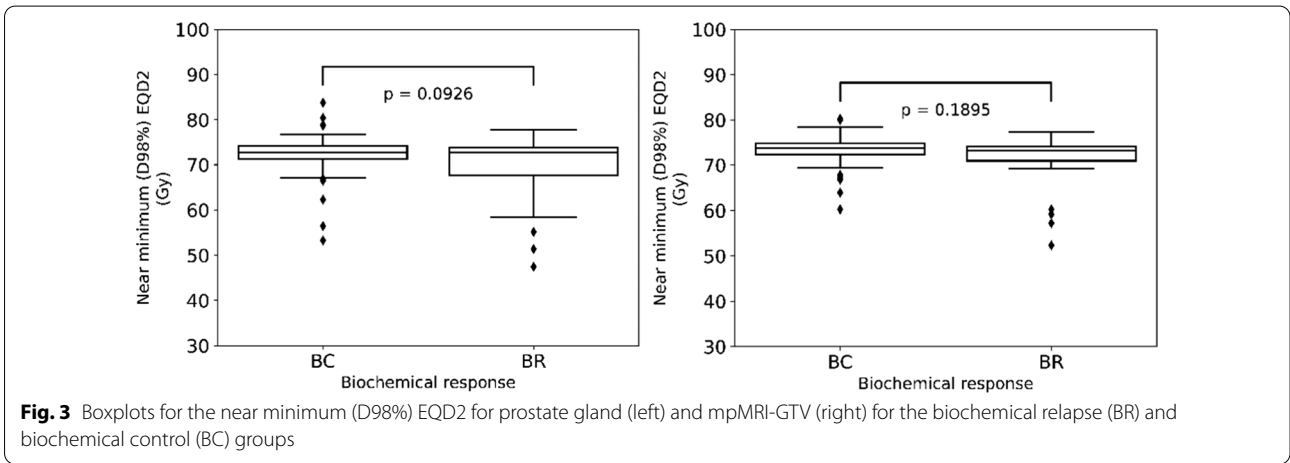 100
90
80
70
60
50
40
30
Near minimum (D98%) EQD2
(Gy)
p = 0.0926
BC
BR
Biochemical response
100
90
80
70
60
50
40
30
Near minimum (D98%) EQD2
(Gy)
p = 0.1895
BC
BR
Biochemical response
Fig. 3 Boxplots for the near minimum (D98%) EQD2 for prostate gland (left) and mpMRI-GTV (right) for the biochemical relapse (BR) and
biochemical control (BC) groups